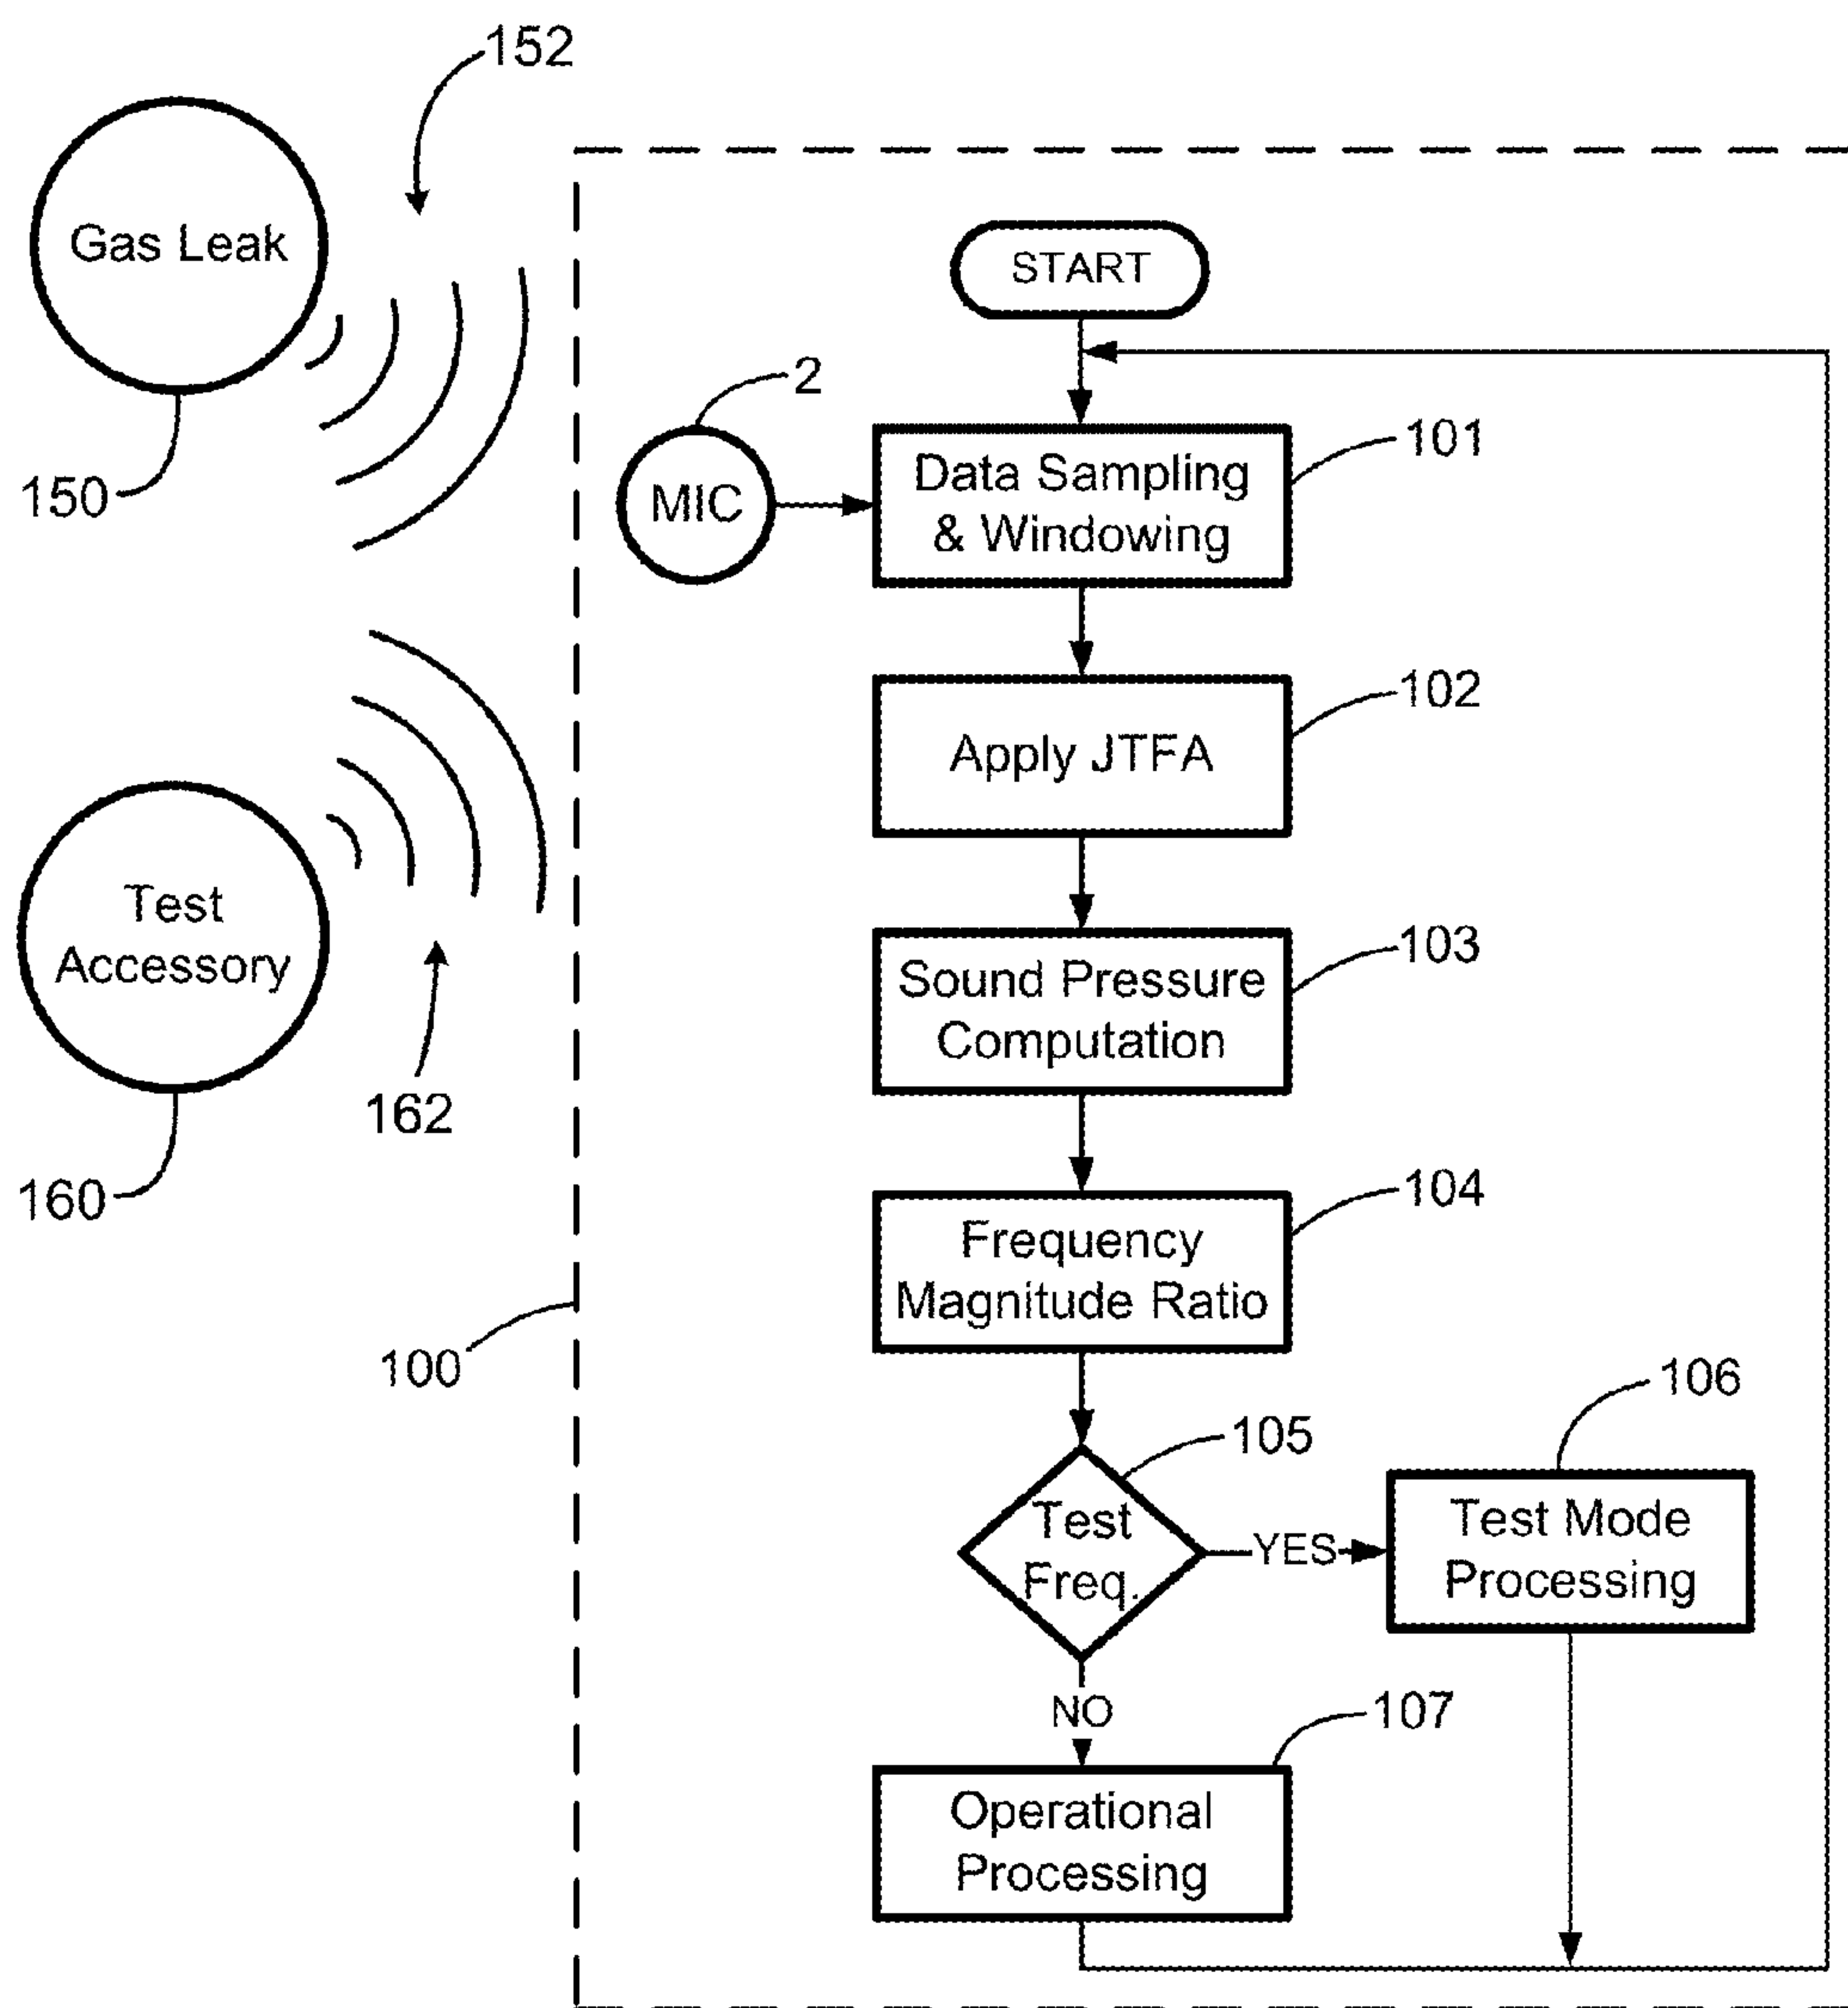 152
Gas Leak
150
START
2
MIC
Data Sampling
& Windowing
101
Apply JTFA
102
Test
Accessory
160
162
Sound Pressure
Computation
103
Frequency
Magnitude Ratio
104
100
Test
Freq.
105
YES
Test Mode
Processing
106
NO
Operational
Processing
107